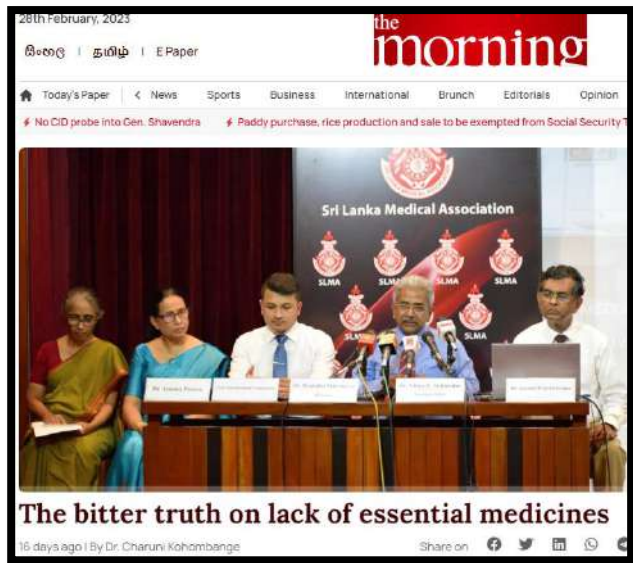 28th February, 2023
the
morning
සිංහල | தமிழ் | E Paper
Today's Paper < News Sports Business International Brunch Editorials Opinion
No CID probe into Gen. Shavendra Paddy purchase, rice production and sale to be exempted from Social Security
Sri Lanka Medical Association
SLMA SLMA SLMA SLMA
SLMA SLMA
The bitter truth on lack of essential medicines
16 days ago | By Dr. Charuni Kohombange Share on